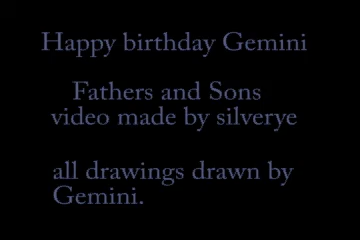 Happy birthday Gemini
Fathers and Sons
video made by silverye
all drawings drawn by
Gemini.